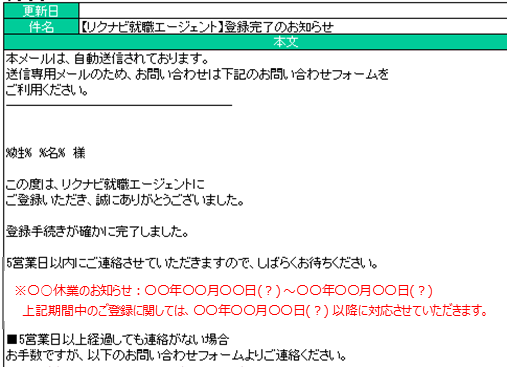 更新日
件名 【リクナビ就職エージェント】登録完了のお知らせ
本文
本メールは、自動送信されております。
送信専用メールのため、お問い合わせは下記のお問い合わせフォームを
ご利用ください。
%姓% %名% 様
この度は、リクナビ就職エージェントに
ご登録いただき、誠にありがとうございました。
登録手続きが確かに完了しました。
5営業日以内にご連絡させていただきますので、しばらくお待ちください。
※〇〇休業のお知らせ：〇〇年〇〇月〇〇日(？)～〇〇年〇〇月〇〇日(？)
上記期間中のご登録に関しては、〇〇年〇〇月〇〇日(？)以降に対応させていただきます。
■5営業日以上経過しても連絡がない場合
お手数ですが、以下のお問い合わせフォームよりご連絡ください。